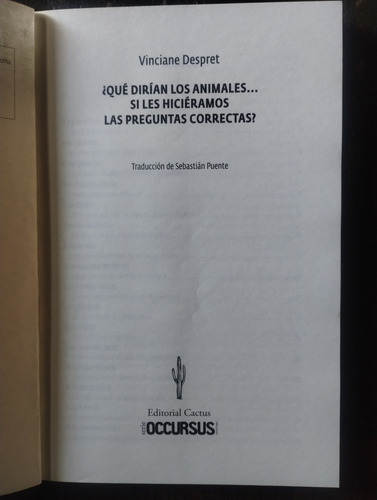 Vinciane Despret
¿QUÉ DIRÍAN LOS ANIMALES...
SI LES HICIÉRAMOS
LAS PREGUNTAS CORRECTAS?
Traducción de Sebastián Puente
Editorial Cactus
serie OCCURSUS